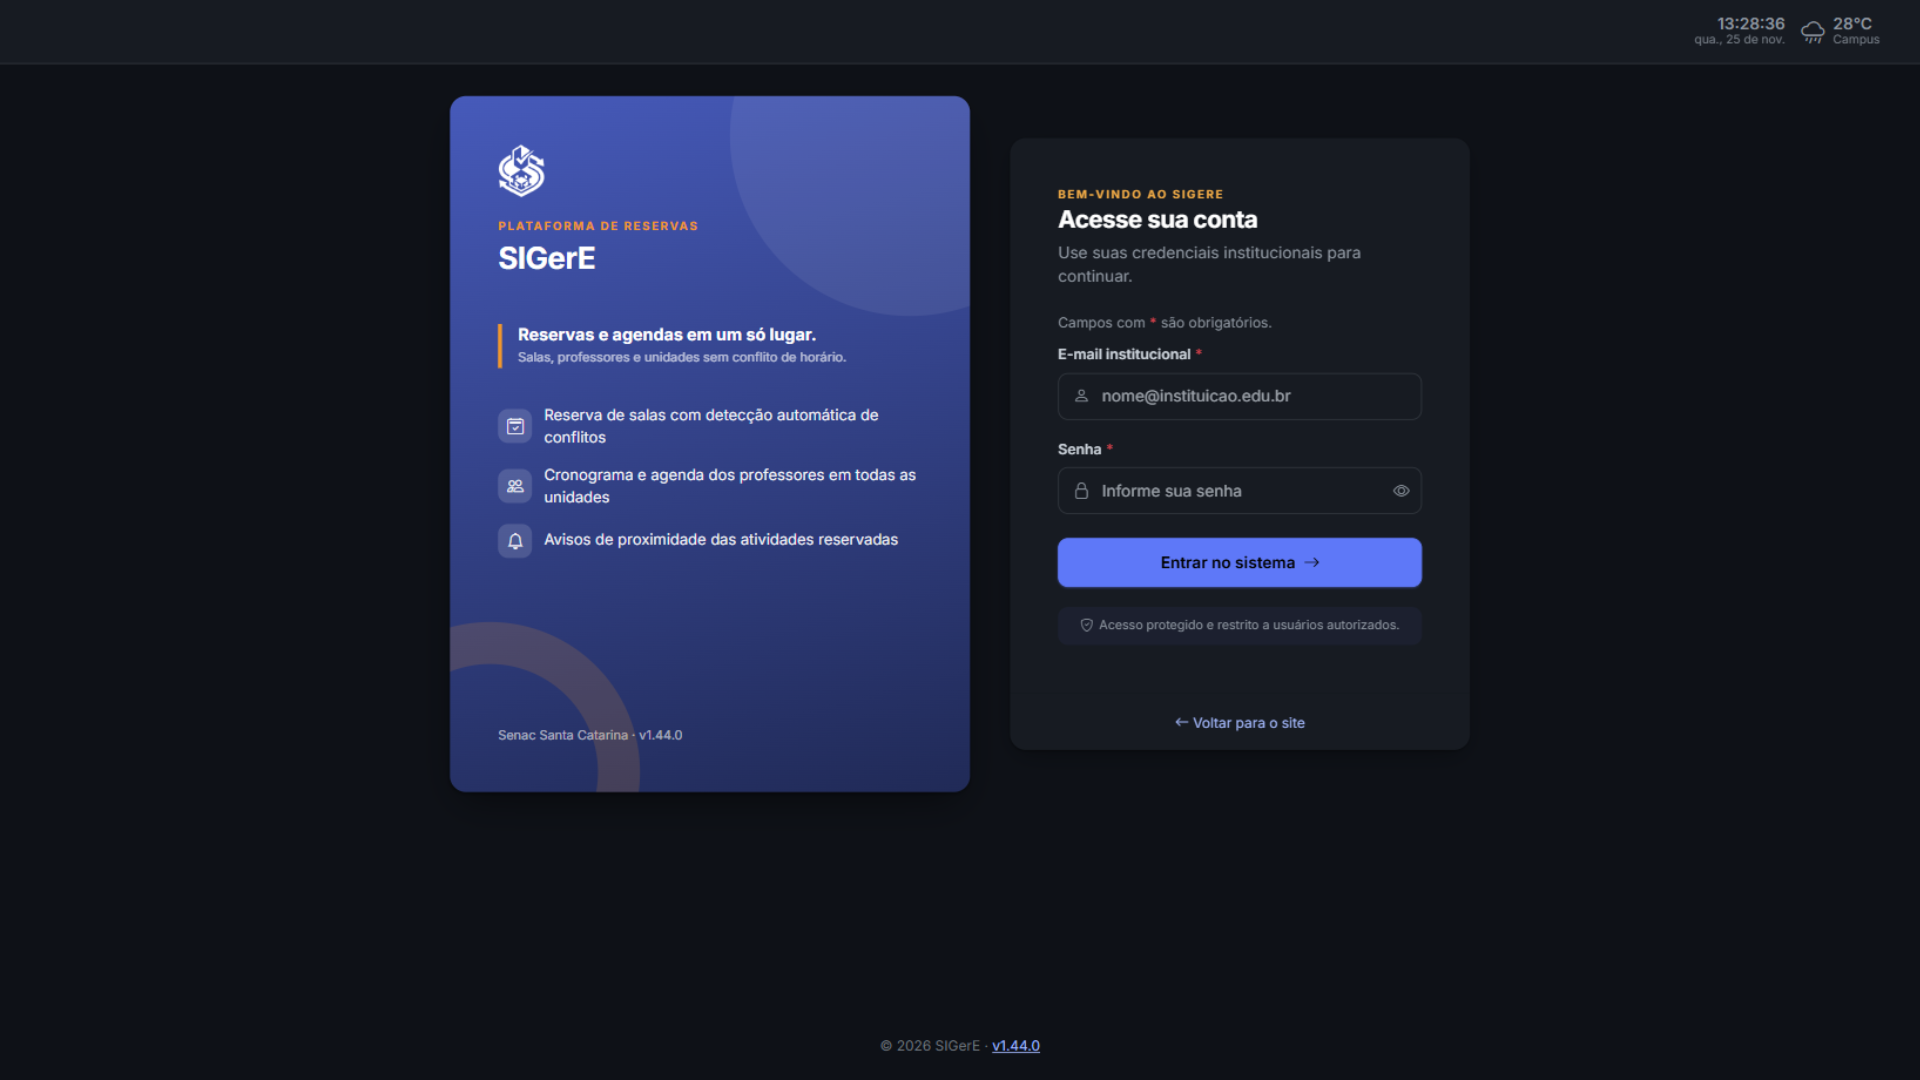 13:28:36
qua., 25 de nov.
28°C
Campus
PLATAFORMA DE RESERVAS
SIGerE
Reservas e agendas em um só lugar.
Salas, professores e unidades sem conflito de horário.
Reserva de salas com detecção automática de
conflitos
Cronograma e agenda dos professores em todas as
unidades
Avisos de proximidade das atividades reservadas
Senac Santa Catarina · v1.44.0
BEM-VINDO AO SIGERE
Acesse sua conta
Use suas credenciais institucionais para
continuar.
Campos com * são obrigatórios.
E-mail institucional *
nome@instituicao.edu.br
Senha *
Informe sua senha
Entrar no sistema →
Acesso protegido e restrito a usuários autorizados.
← Voltar para o site
© 2026 SIGerE · v1.44.0